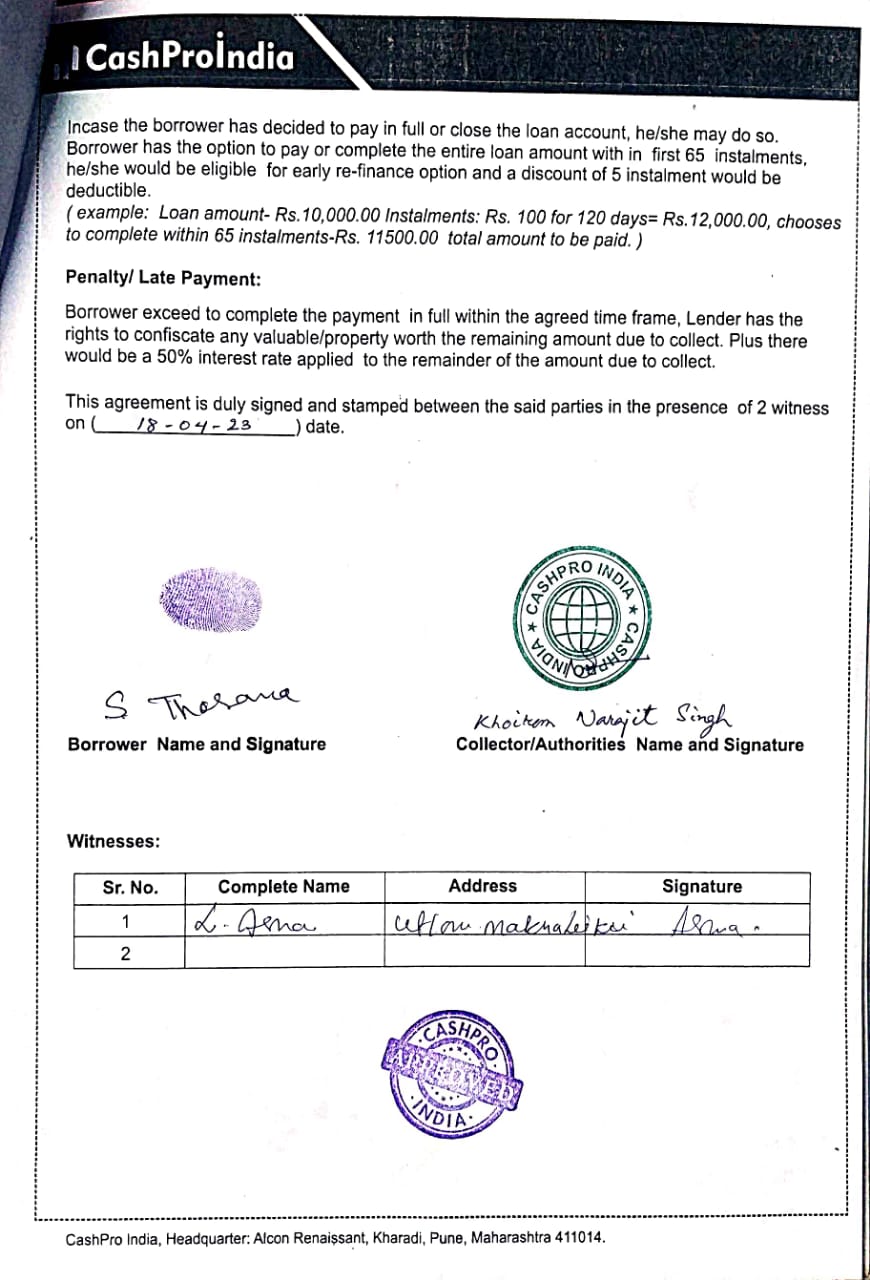 CashProİndia
Incase the borrower has decided to pay in full or close the loan account, he/she may do so.
Borrower has the option to pay or complete the entire loan amount with in first 65 instalments,
he/she would be eligible for early re-finance option and a discount of 5 instalment would be
deductible.
( example: Loan amount- Rs.10,000.00 Instalments: Rs. 100 for 120 days= Rs.12,000.00, chooses
to complete within 65 instalments-Rs. 11500.00 total amount to be paid. )
Penalty/ Late Payment:
Borrower exceed to complete the payment in full within the agreed time frame, Lender has the
rights to confiscate any valuable/property worth the remaining amount due to collect. Plus there
would be a 50% interest rate applied to the remainder of the amount due to collect.
This agreement is duly signed and stamped between the said parties in the presence of 2 witness
on ( 18-04-23 ) date.
CASHPRO INDIA ★ CASHPRO INDIA ★
S Thosana Khoitom Narajit Singh
Borrower Name and Signature Collector/Authorities Name and Signature
Witnesses:
Sr. No. Complete Name Address Signature
1 L. Asma Asma.
2
CASHPRO
APPROVED
INDIA
CashPro India, Headquarter: Alcon Renaissant, Kharadi, Pune, Maharashtra 411014.